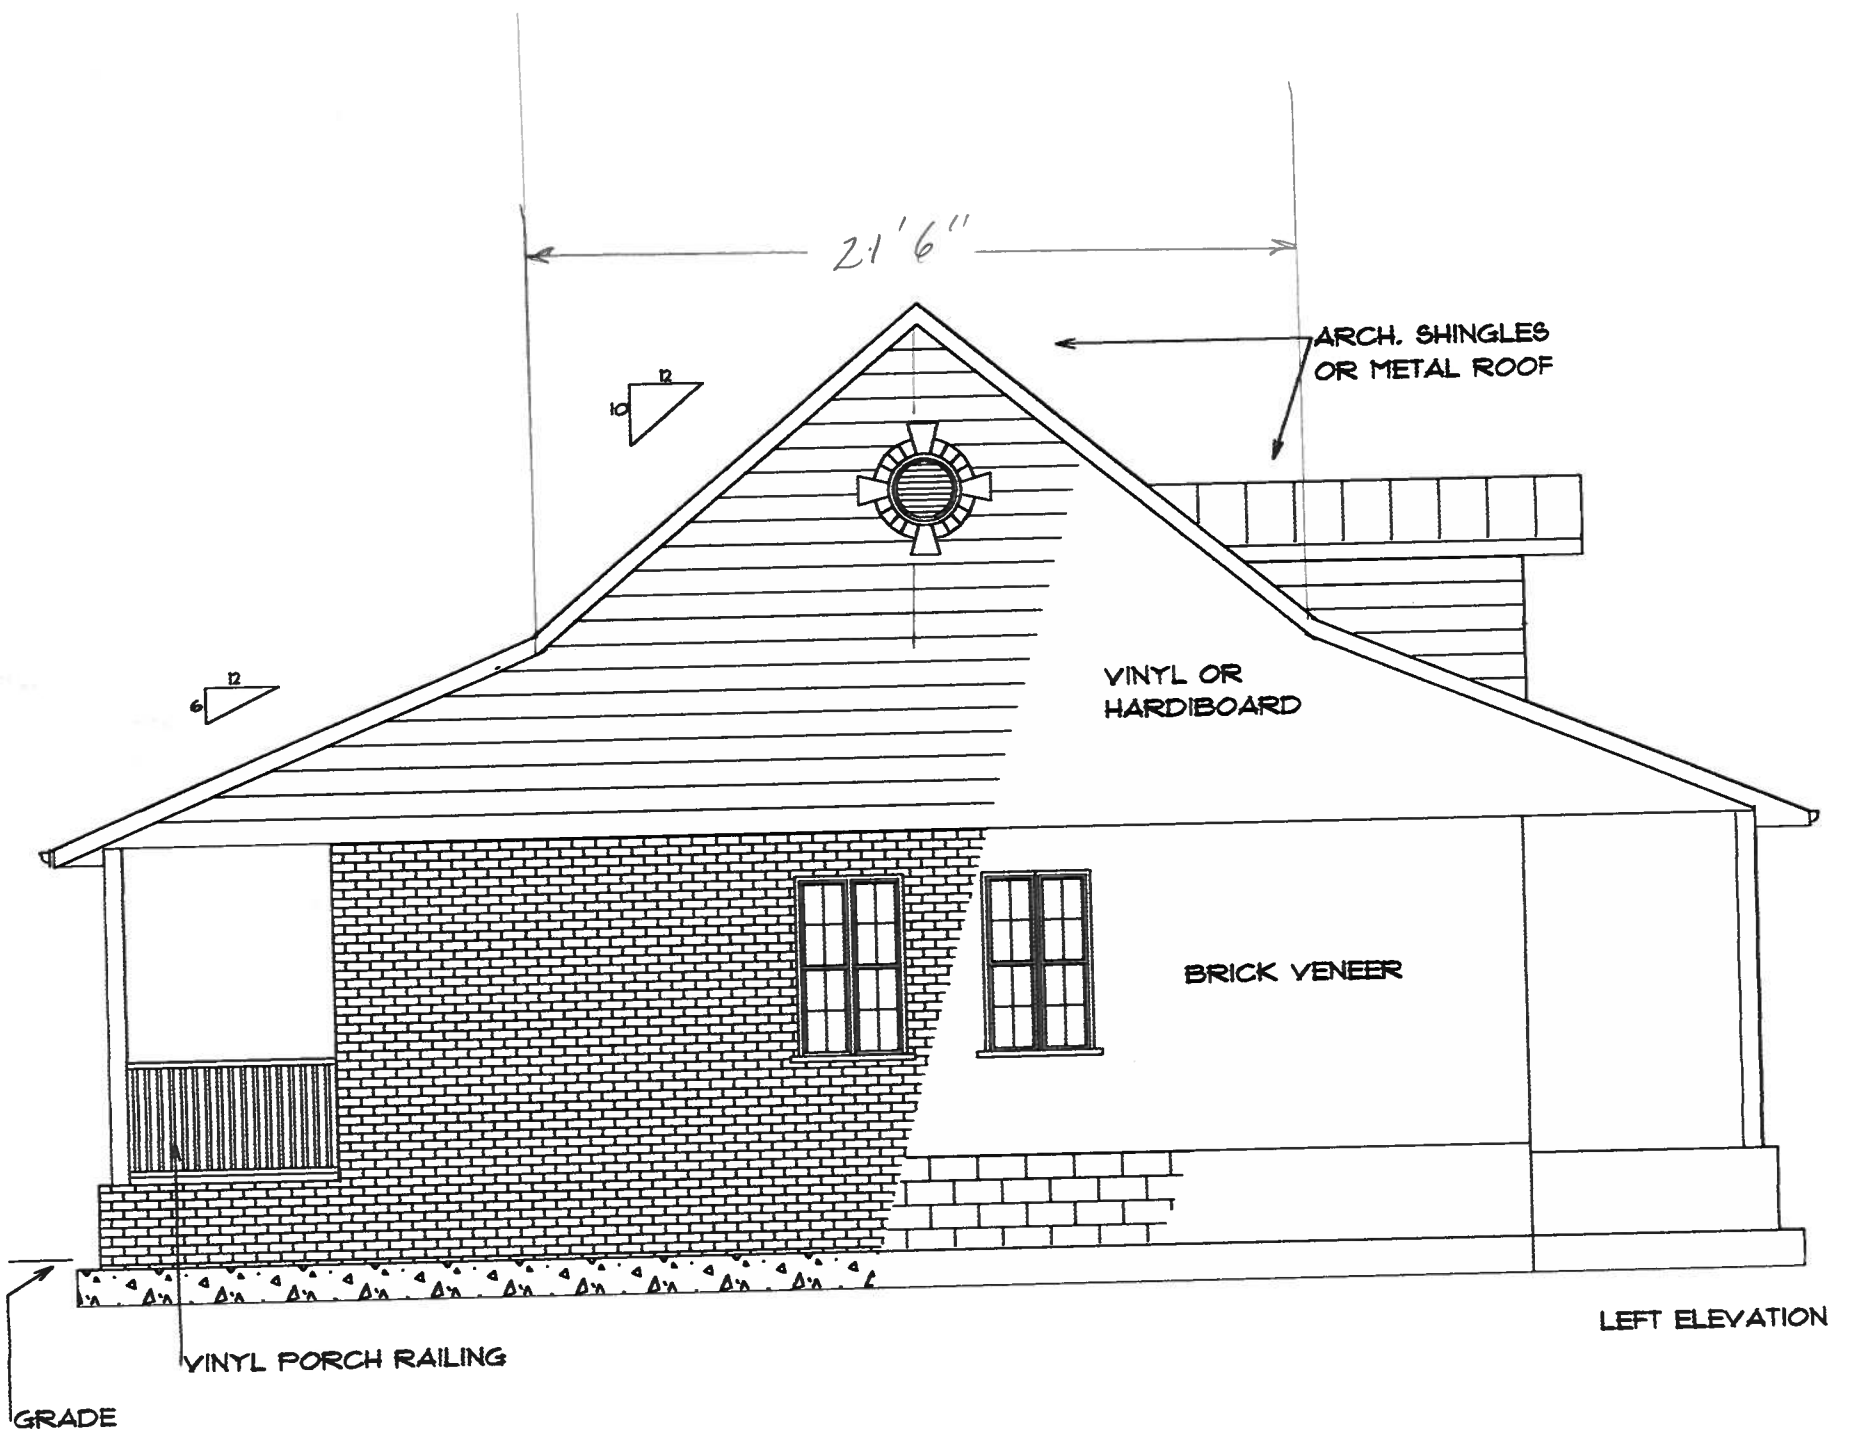 21'6"
ARCH. SHINGLES
OR METAL ROOF
12
10
VINYL OR
HARDIBOARD
12
6
BRICK VENEER
LEFT ELEVATION
VINYL PORCH RAILING
GRADE